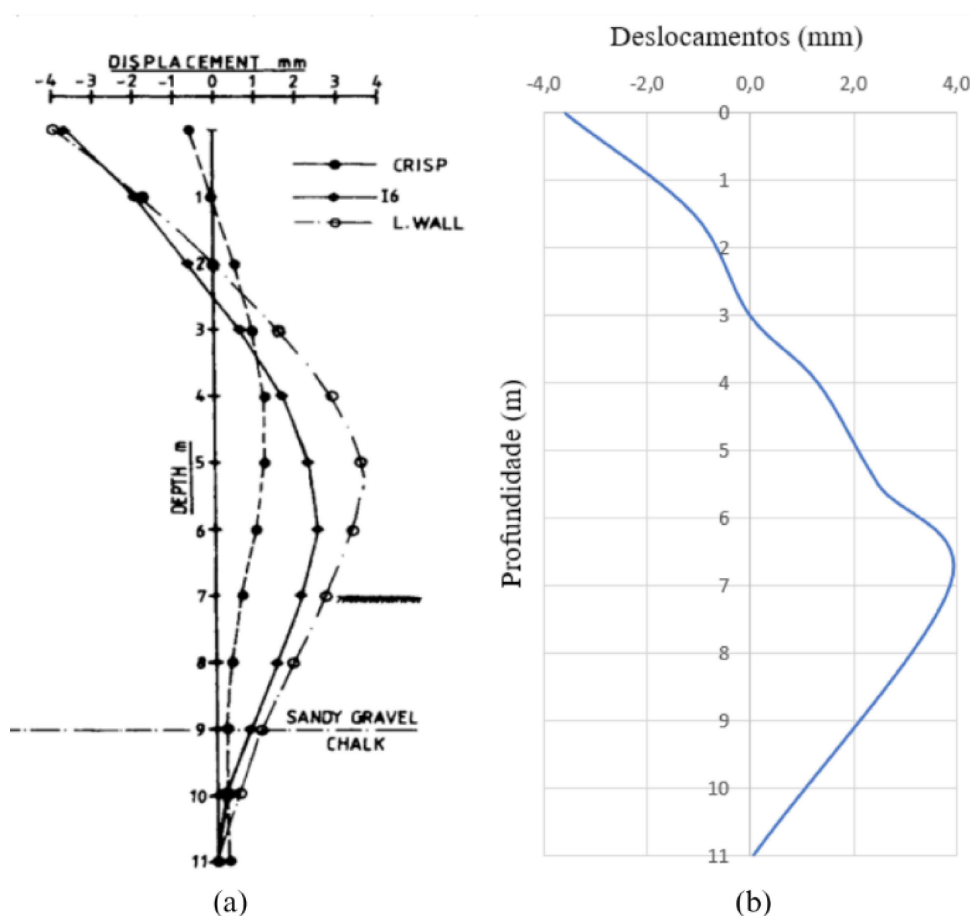 DISPLACEMENT mm
-4 -3 -2 -1 0 1 2 3 4
CRISP
I6
L. WALL
1
2
3
4
5
6
7
8
9
10
11
DEPTH m
SANDY GRAVEL
CHALK
(a)
Deslocamentos (mm)
-4,0 -2,0 0,0 2,0 4,0
0
1
2
3
4
5
6
7
8
9
10
11
Profundidade (m)
(b)